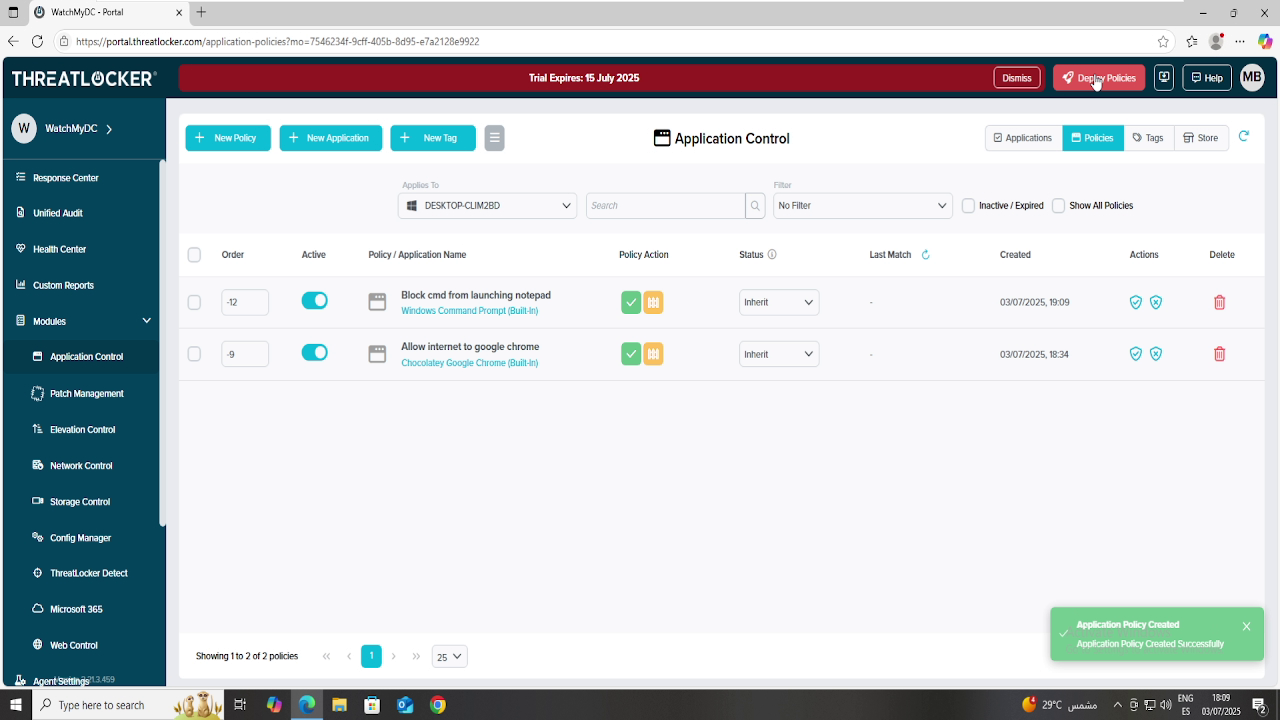 WatchMyDC - Portal
https://portal.threatlocker.com/application-policies?mo=7546234f-9cff-405b-8d95-e7a2128e9922
THREATLOCKER
Trial Expires: 15 July 2025
Dismiss
Deploy Policies
Help
MB
W WatchMyDC
Response Center
Unified Audit
Health Center
Custom Reports
Modules
Application Control
Patch Management
Elevation Control
Network Control
Storage Control
Config Manager
ThreatLocker Detect
Microsoft 365
Web Control
Agent Settings
New Policy
New Application
New Tag
Application Control
Applications
Policies
Tags
Store
Applies To
DESKTOP-CLIM2BD
Search
Filter
No Filter
Inactive / Expired
Show All Policies
Order Active Policy / Application Name Policy Action Status Last Match Created Actions Delete
-12 Block cmd from launching notepad Inherit - 03/07/2025, 19:09
Windows Command Prompt (Built-In)
-9 Allow internet to google chrome Inherit - 03/07/2025, 18:34
Chocolatey Google Chrome (Built-In)
Application Policy Created
Application Policy Created Successfully
Showing 1 to 2 of 2 policies
1
25
Type here to search
29°C مشمس
ENG
ES
18:09
03/07/2025